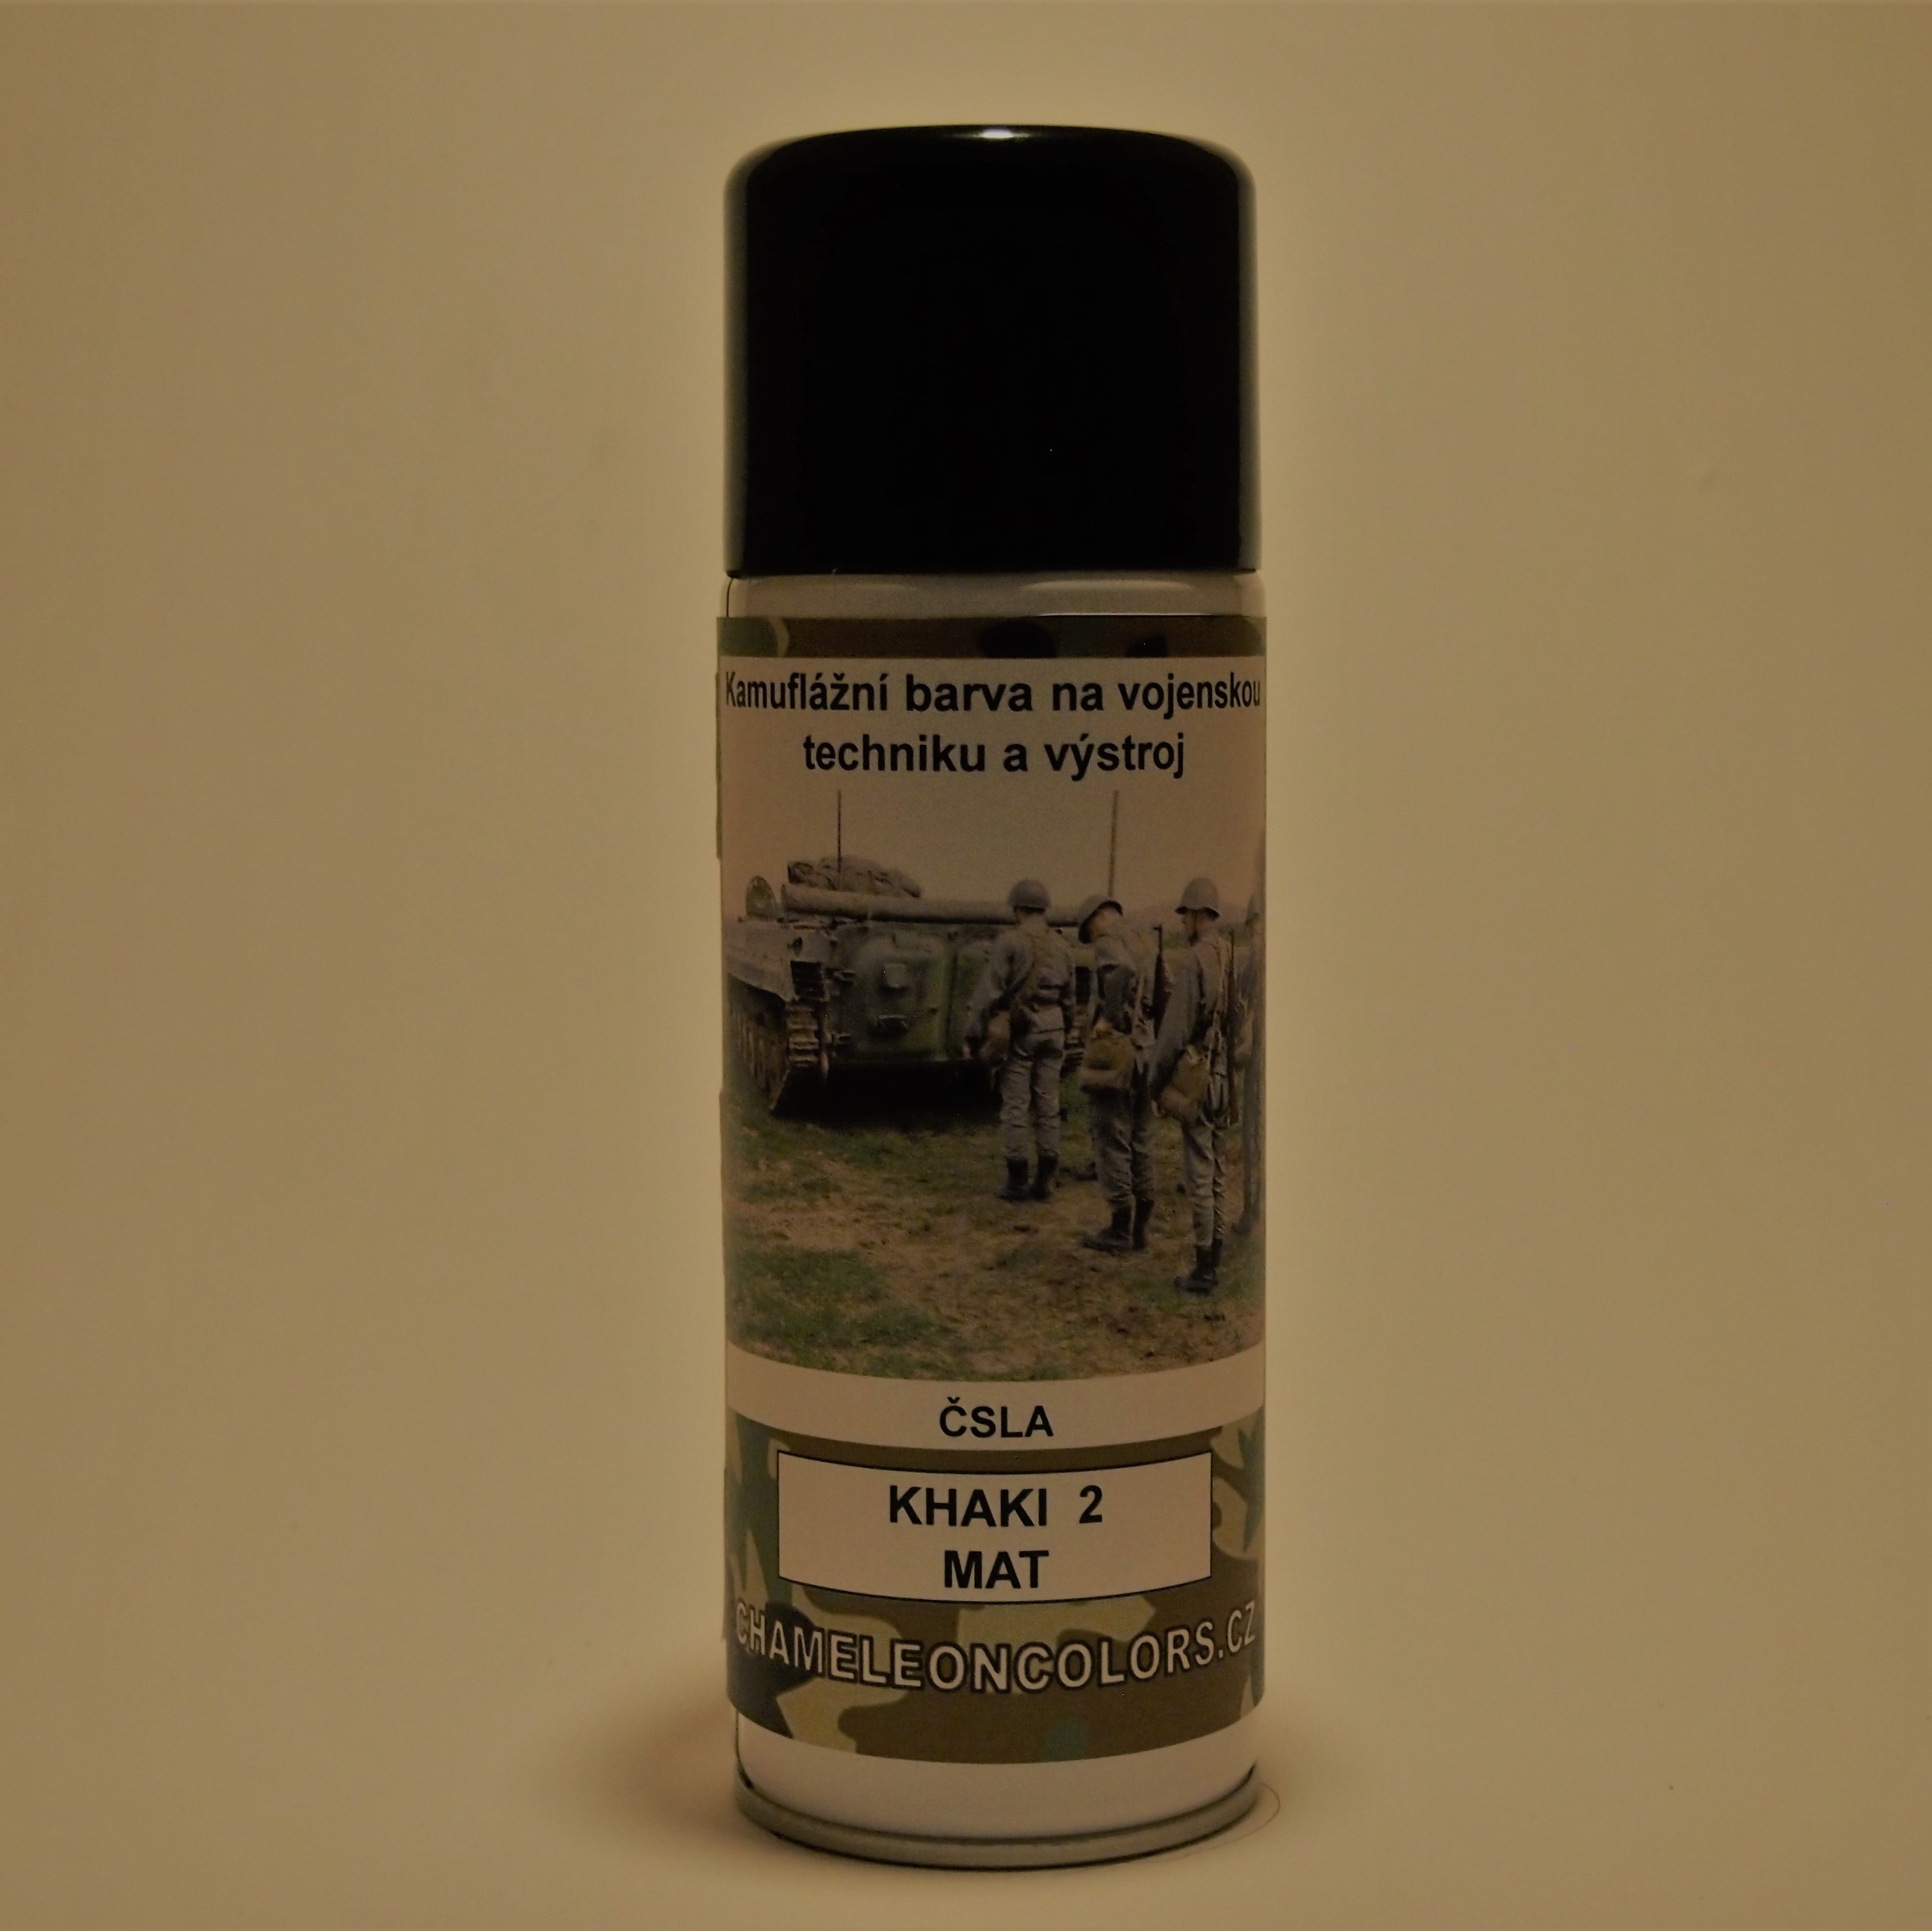 Kamuflážní barva na vojenskou
techniku a výstroj
ČSLA
KHAKI 2
MAT
CHAMELEONCOLORS.CZ